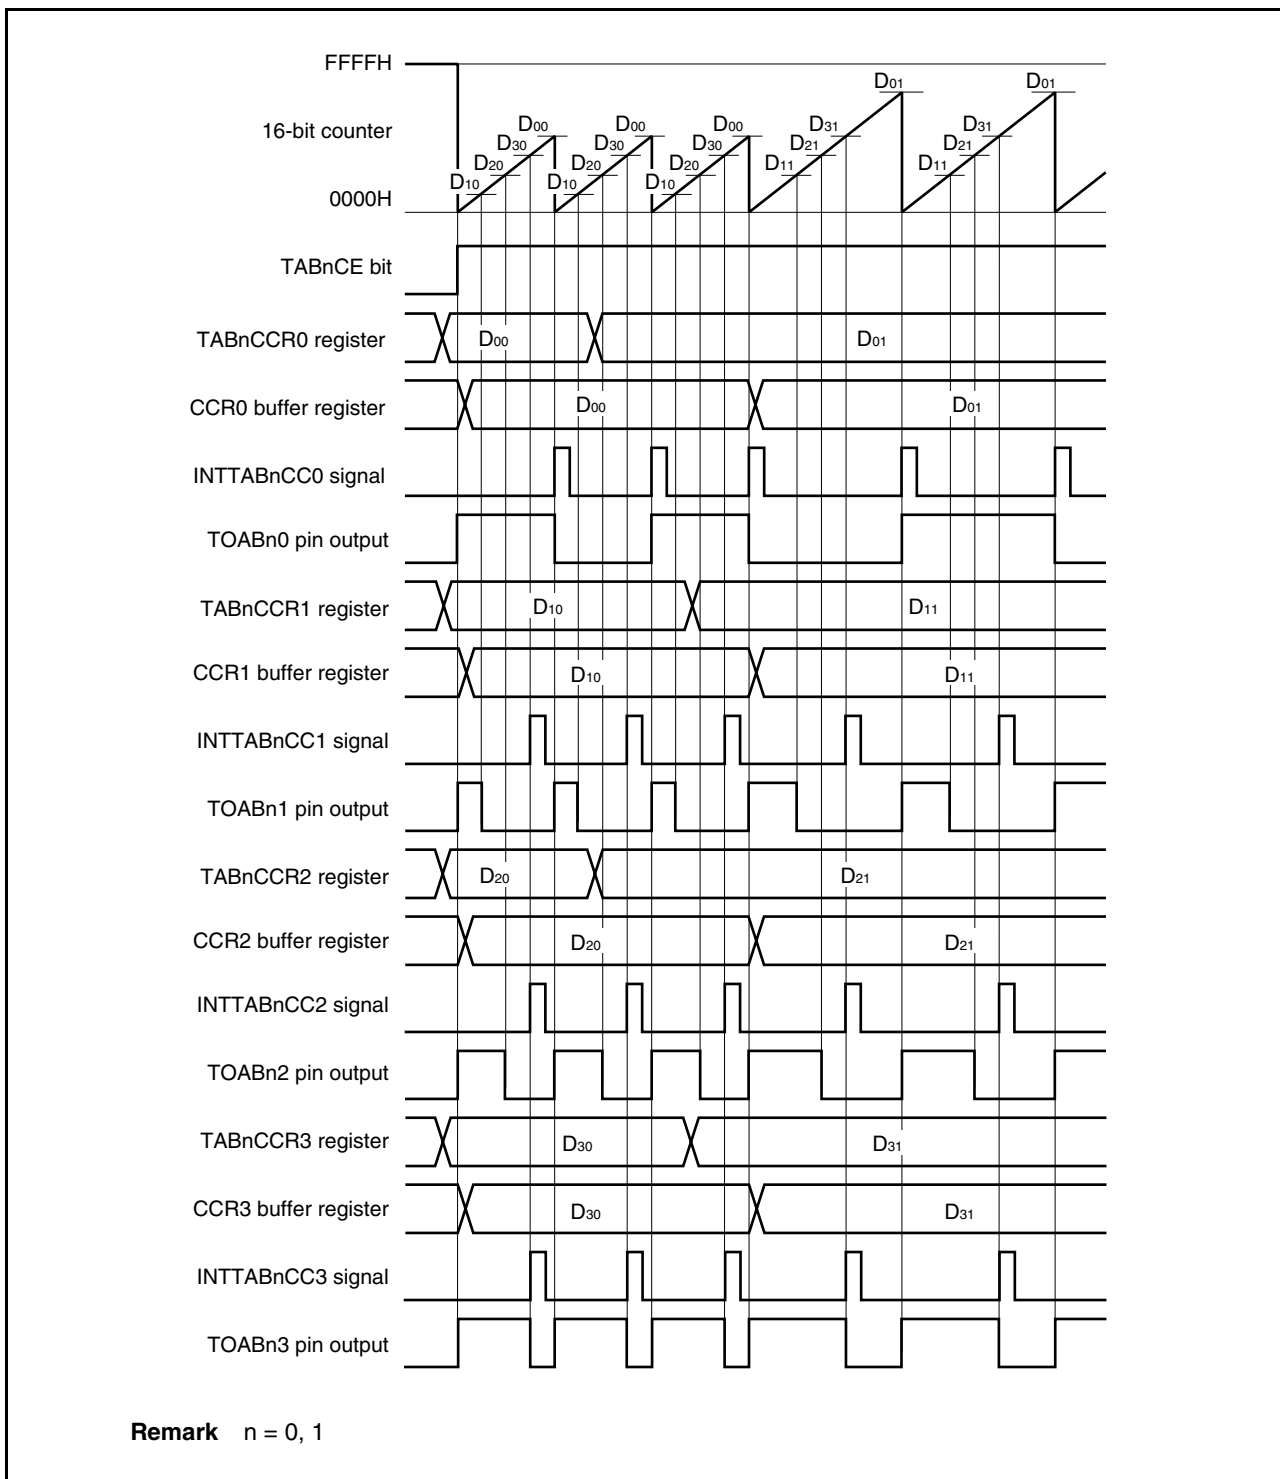 FFFFH
D01 D01
16-bit counter
D00 D00 D00 D31 D31
D30 D30 D30 D21 D21
D20 D20 D20 D11 D11
D10 D10 D10
0000H
TABnCE bit
TABnCCR0 register D00 D01
CCR0 buffer register D00 D01
INTTABnCC0 signal
TOABn0 pin output
TABnCCR1 register D10 D11
CCR1 buffer register D10 D11
INTTABnCC1 signal
TOABn1 pin output
TABnCCR2 register D20 D21
CCR2 buffer register D20 D21
INTTABnCC2 signal
TOABn2 pin output
TABnCCR3 register D30 D31
CCR3 buffer register D30 D31
INTTABnCC3 signal
TOABn3 pin output
Remark n = 0, 1